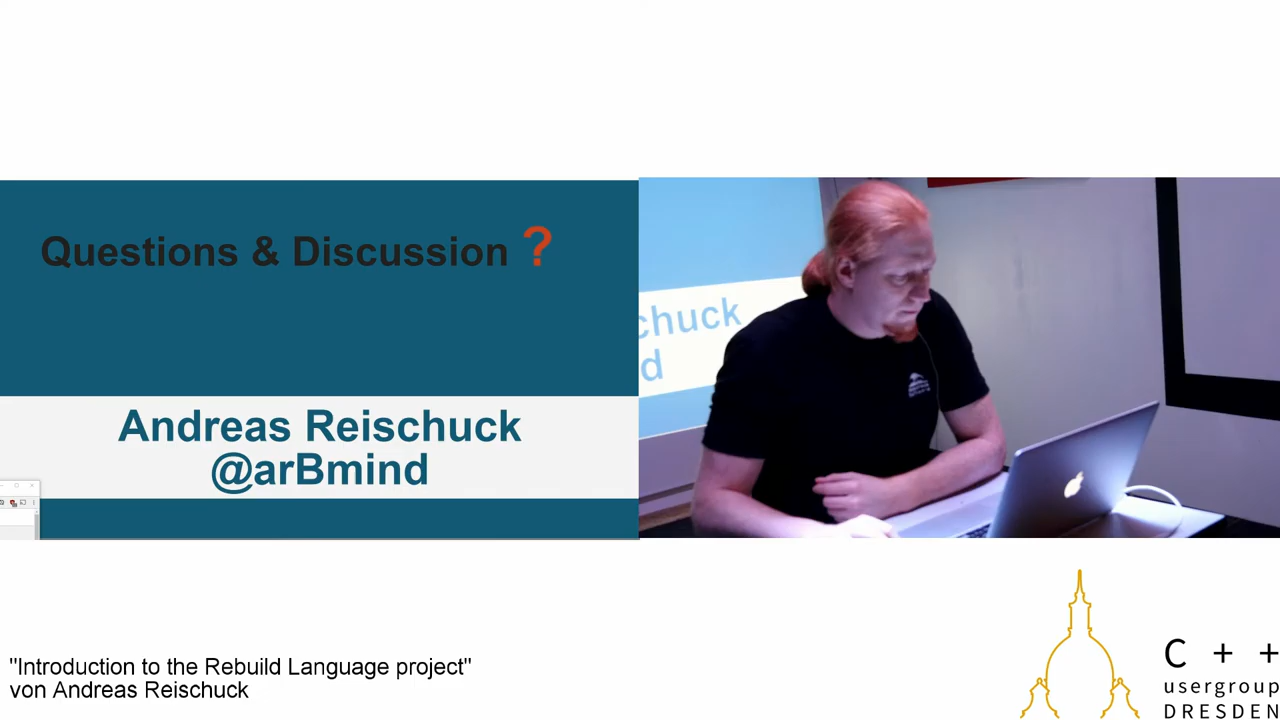 Questions & Discussion ?
Andreas Reischuck
@arBmind
chuck
d
"Introduction to the Rebuild Language project"
von Andreas Reischuck
C + +
usergroup
DRESDEN